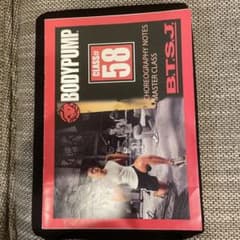 BODYPUMP
CLASS#
58
CHOREOGRAPHY NOTES
MASTER CLASS
B.T.S.J.